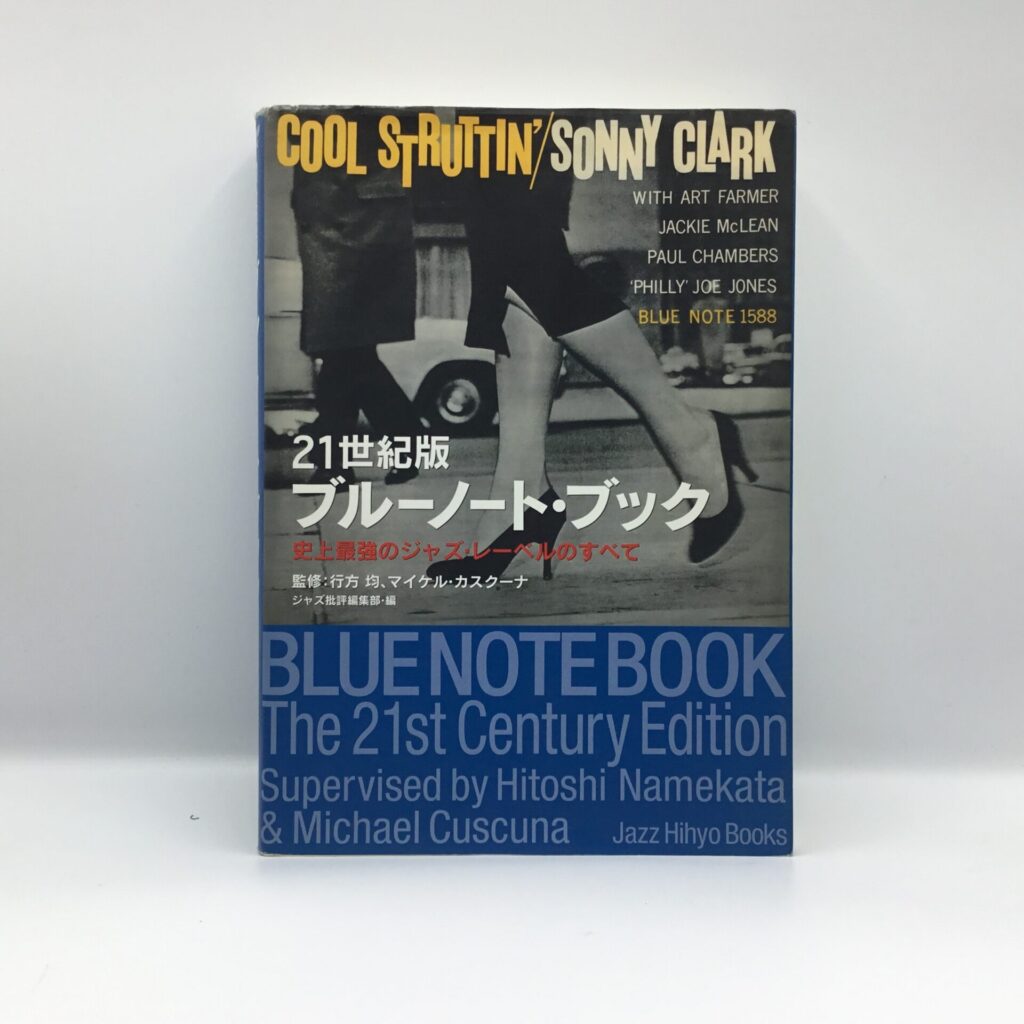 COOL STRUTTIN'/SONNY CLARK
WITH ART FARMER
JACKIE McLEAN
PAUL CHAMBERS
'PHILLY' JOE JONES
BLUE NOTE 1588
21世紀版
ブルーノート・ブック
史上最強のジャズ・レーベルのすべて
監修:行方 均、マイケル・カスクーナ
ジャズ批評編集部・編
BLUE NOTE BOOK
The 21st Century Edition
Supervised by Hitoshi Namekata
& Michael Cuscuna
Jazz Hihyo Books